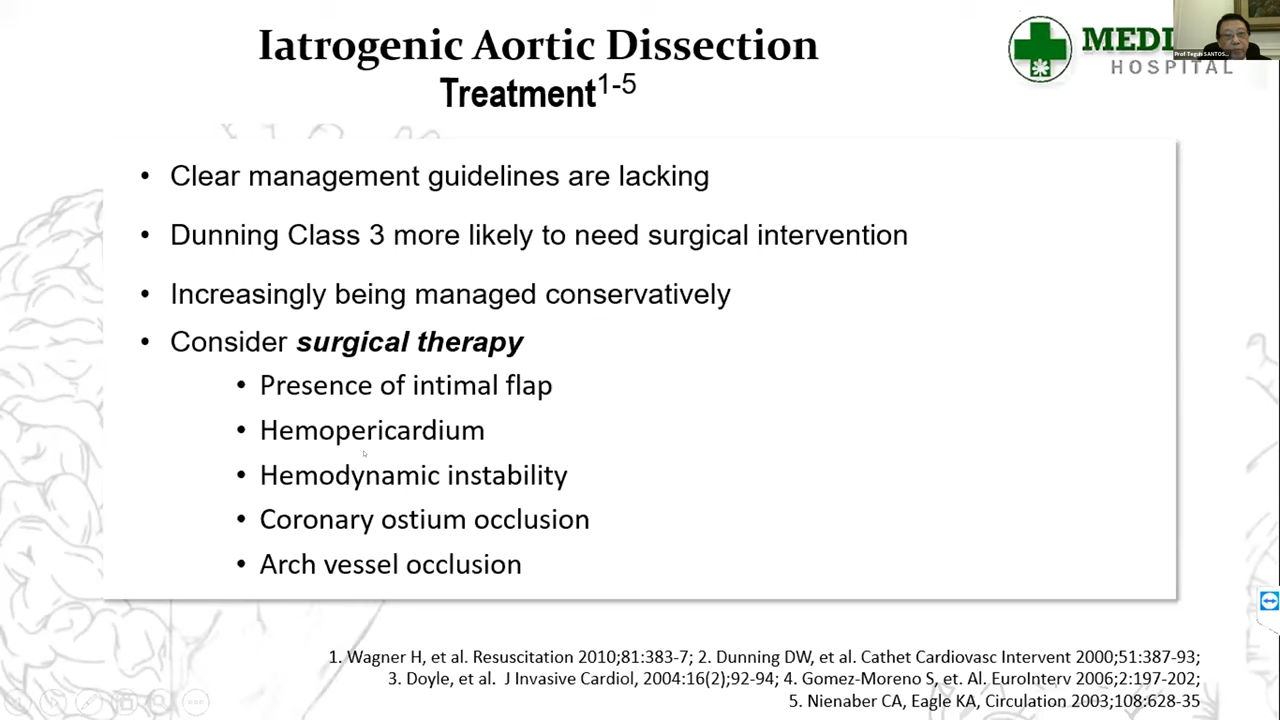 Iatrogenic Aortic Dissection
Treatment1-5
MEDI
HOSPITAL
Prof Teguh SANTOS...
• Clear management guidelines are lacking
• Dunning Class 3 more likely to need surgical intervention
• Increasingly being managed conservatively
• Consider surgical therapy
• Presence of intimal flap
• Hemopericardium
• Hemodynamic instability
• Coronary ostium occlusion
• Arch vessel occlusion
1. Wagner H, et al. Resuscitation 2010;81:383-7; 2. Dunning DW, et al. Cathet Cardiovasc Intervent 2000;51:387-93;
3. Doyle, et al. J Invasive Cardiol, 2004:16(2);92-94; 4. Gomez-Moreno S, et. Al. EuroInterv 2006;2:197-202;
5. Nienaber CA, Eagle KA, Circulation 2003;108:628-35